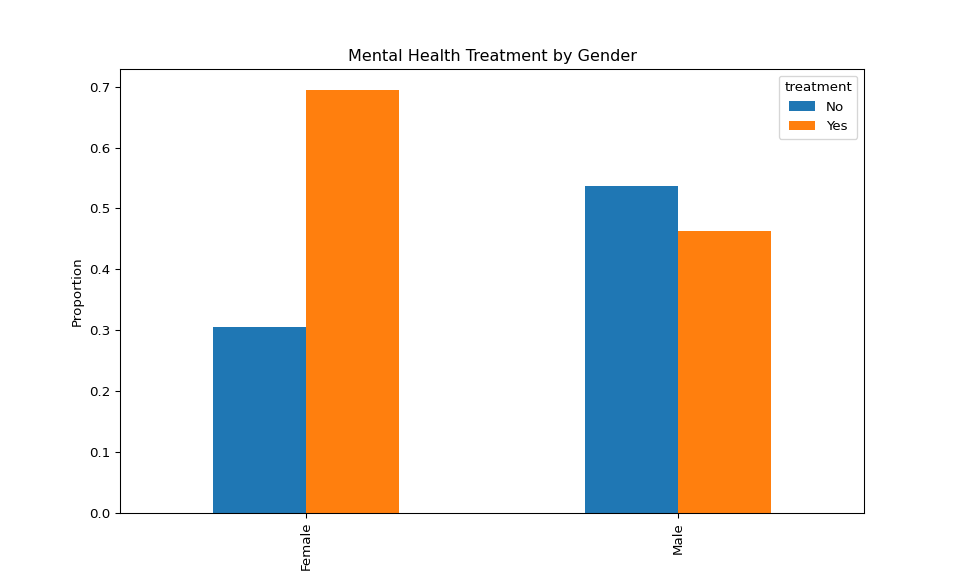 Mental Health Treatment by Gender
treatment
No
Yes
Proportion
0.7
0.6
0.5
0.4
0.3
0.2
0.1
0.0
Female
Male